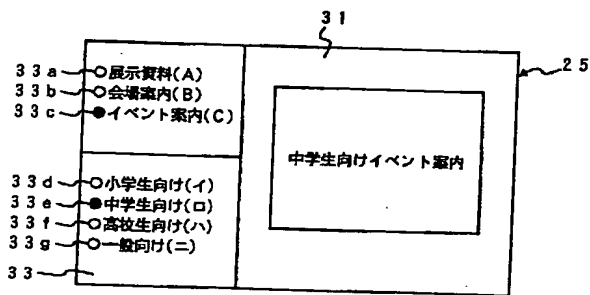 31
25
33a ○展示資料(A)
33b ○会場案内(B)
33c ●イベント案内(C)
中学生向けイベント案内
33d ○小学生向け(イ)
33e ●中学生向け(ロ)
33f ○高校生向け(ハ)
33g ○一般向け(ニ)
33